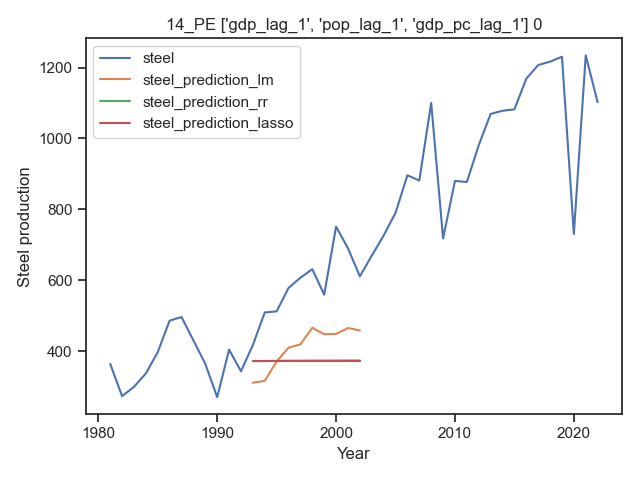 14_PE ['gdp_lag_1', 'pop_lag_1', 'gdp_pc_lag_1'] 0
steel
steel_prediction_lm
steel_prediction_rr
steel_prediction_lasso
1200
1000
800
600
400
Steel production
1980 1990 2000 2010 2020
Year